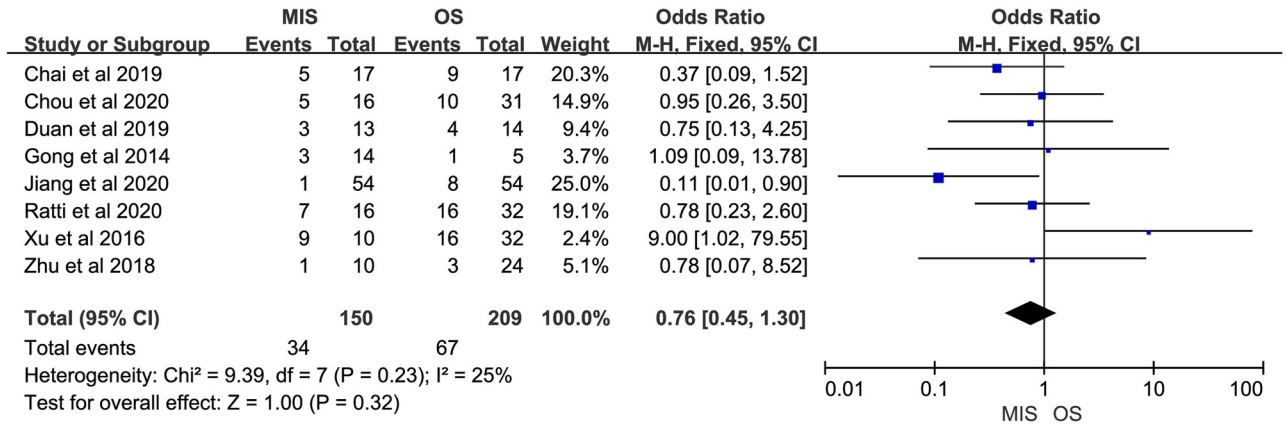 MIS OS Odds Ratio Odds Ratio
Study or Subgroup Events Total Events Total Weight M-H, Fixed, 95% CI M-H, Fixed, 95% CI
Chai et al 2019 5 17 9 17 20.3% 0.37 [0.09, 1.52]
Chou et al 2020 5 16 10 31 14.9% 0.95 [0.26, 3.50]
Duan et al 2019 3 13 4 14 9.4% 0.75 [0.13, 4.25]
Gong et al 2014 3 14 1 5 3.7% 1.09 [0.09, 13.78]
Jiang et al 2020 1 54 8 54 25.0% 0.11 [0.01, 0.90]
Ratti et al 2020 7 16 16 32 19.1% 0.78 [0.23, 2.60]
Xu et al 2016 9 10 16 32 2.4% 9.00 [1.02, 79.55]
Zhu et al 2018 1 10 3 24 5.1% 0.78 [0.07, 8.52]
Total (95% CI) 150 209 100.0% 0.76 [0.45, 1.30]
Total events 34 67
Heterogeneity: Chi² = 9.39, df = 7 (P = 0.23); I² = 25%
Test for overall effect: Z = 1.00 (P = 0.32)
0.01 0.1 1 10 100
MIS OS